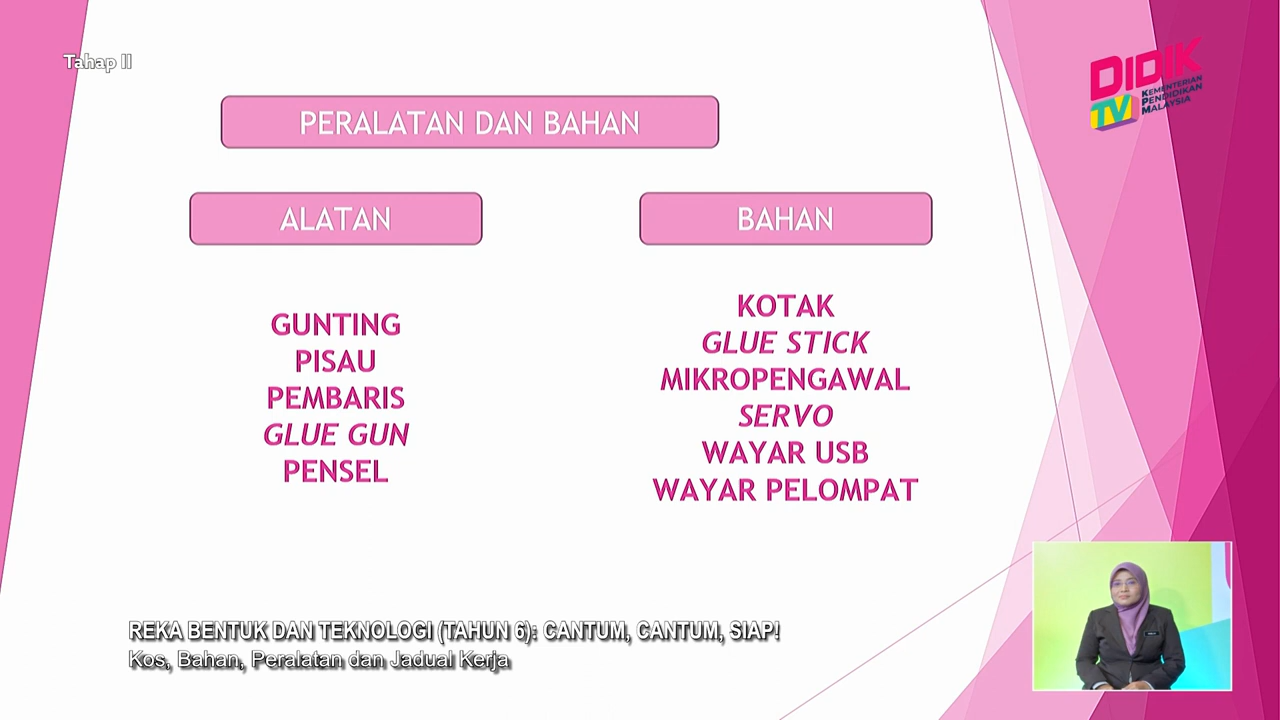 Tahap II
DIDIK
TV
KEMENTERIAN
PENDIDIKAN
MALAYSIA
PERALATAN DAN BAHAN
ALATAN
BAHAN
GUNTING
PISAU
PEMBARIS
GLUE GUN
PENSEL
KOTAK
GLUE STICK
MIKROPENGAWAL
SERVO
WAYAR USB
WAYAR PELOMPAT
REKA BENTUK DAN TEKNOLOGI (TAHUN 6): CANTUM, CANTUM, SIAP!
Kos, Bahan, Peralatan dan Jadual Kerja